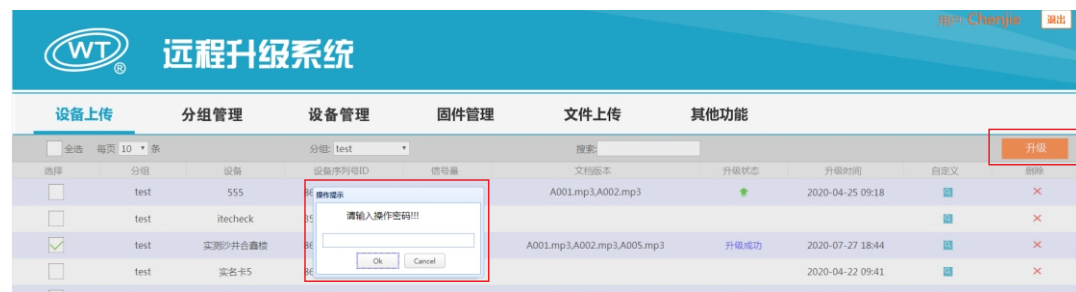 用户: Chenjie 退出
WT ® 远程升级系统
设备上传 分组管理 设备管理 固件管理 文件上传 其他功能
全选 每页 10 条 分组: test 搜索: 升级
选择 分组 设备 设备序列号ID 信号量 文档版本 升级状态 升级时间 自定义 删除
test 555 86 A001.mp3,A002.mp3 2020-04-25 09:18
test itecheck
test 实测沙井合鑫楼 86 A001.mp3,A002.mp3,A005.mp3 升级成功 2020-07-27 18:44
test 实名卡5 86 2020-04-22 09:41
操作提示
请输入操作密码!!!
Ok Cancel